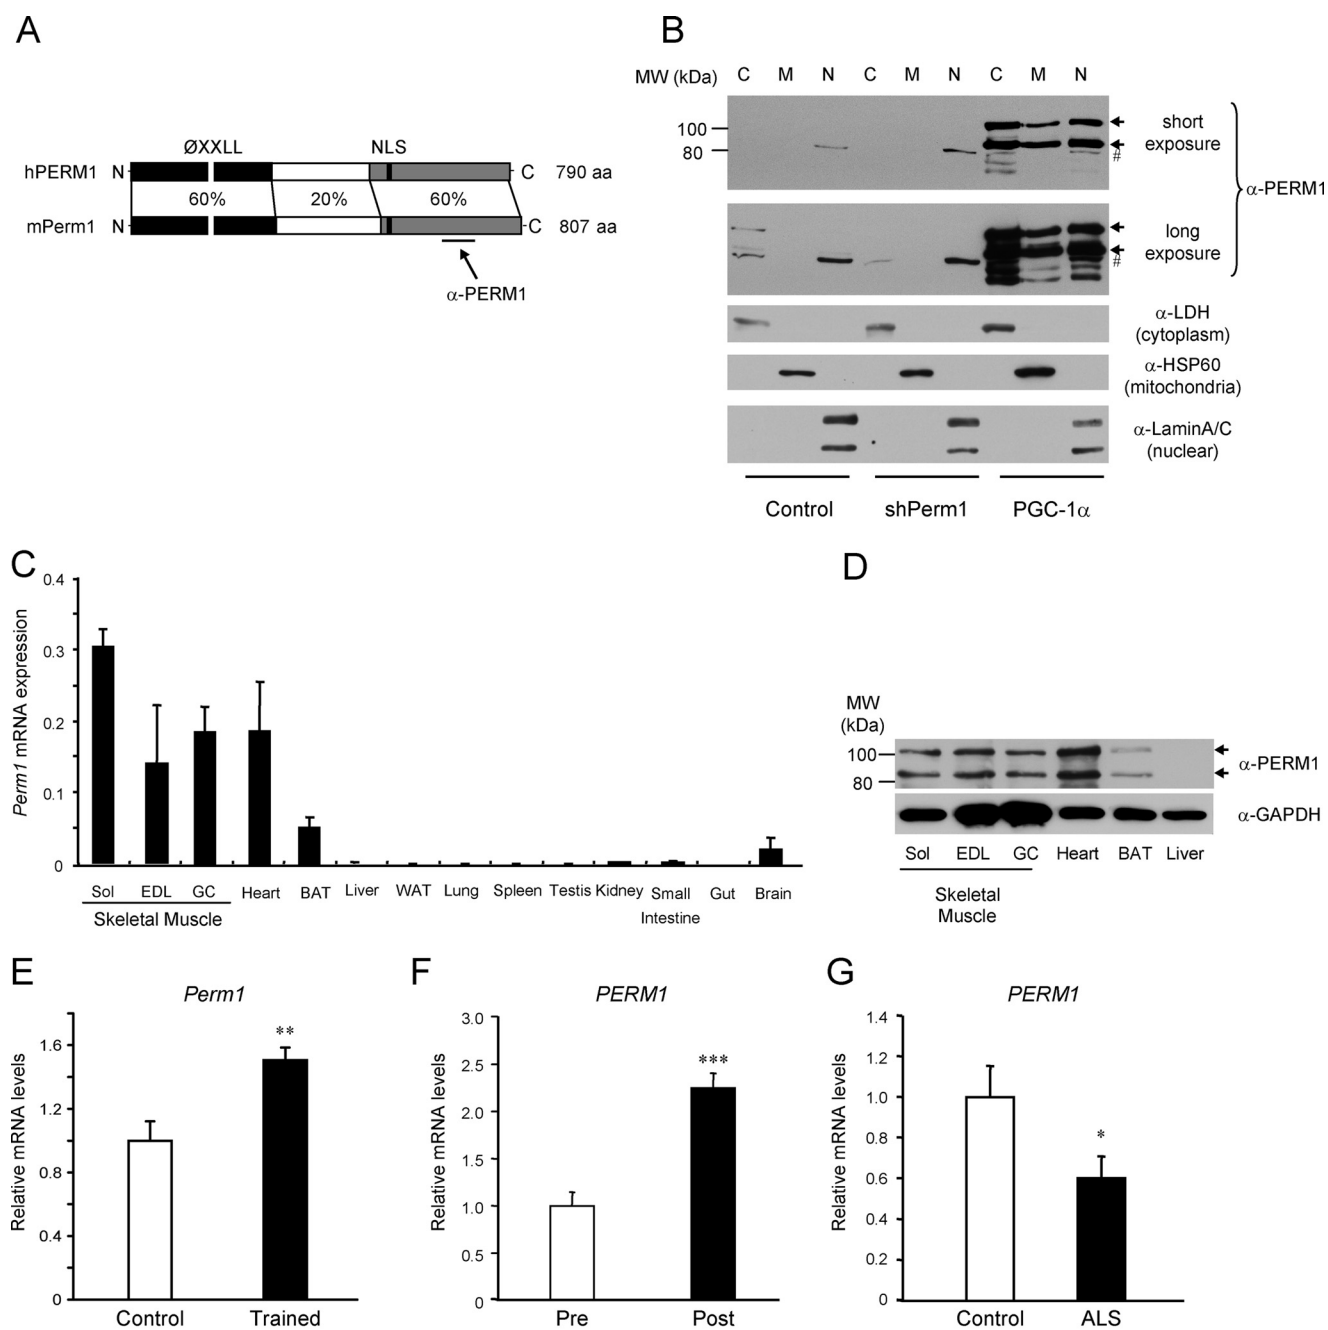 A
ØXXLL NLS
hPERM1 N C 790 aa
60% 20% 60%
mPerm1 N C 807 aa
α-PERM1
B
MW (kDa) C M N C M N C M N
100
80
short
exposure
#
α-PERM1
long
exposure
#
α-LDH
(cytoplasm)
α-HSP60
(mitochondria)
α-LaminA/C
(nuclear)
Control shPerm1 PGC-1α
C
Perm1 mRNA expression
0.4
0.3
0.2
0.1
0
Sol EDL GC Heart BAT Liver WAT Lung Spleen Testis Kidney Small Gut Brain
Intestine
Skeletal Muscle
D
MW
(kDa)
100
80
α-PERM1
α-GAPDH
Sol EDL GC Heart BAT Liver
Skeletal
Muscle
E
Perm1
Relative mRNA levels
1.6
1.2
0.8
0.4
0
**
Control Trained
F
PERM1
Relative mRNA levels
3.0
2.5
2.0
1.5
1.0
0.5
0
***
Pre Post
G
PERM1
Relative mRNA levels
1.4
1.2
1.0
0.8
0.6
0.4
0.2
0
*
Control ALS